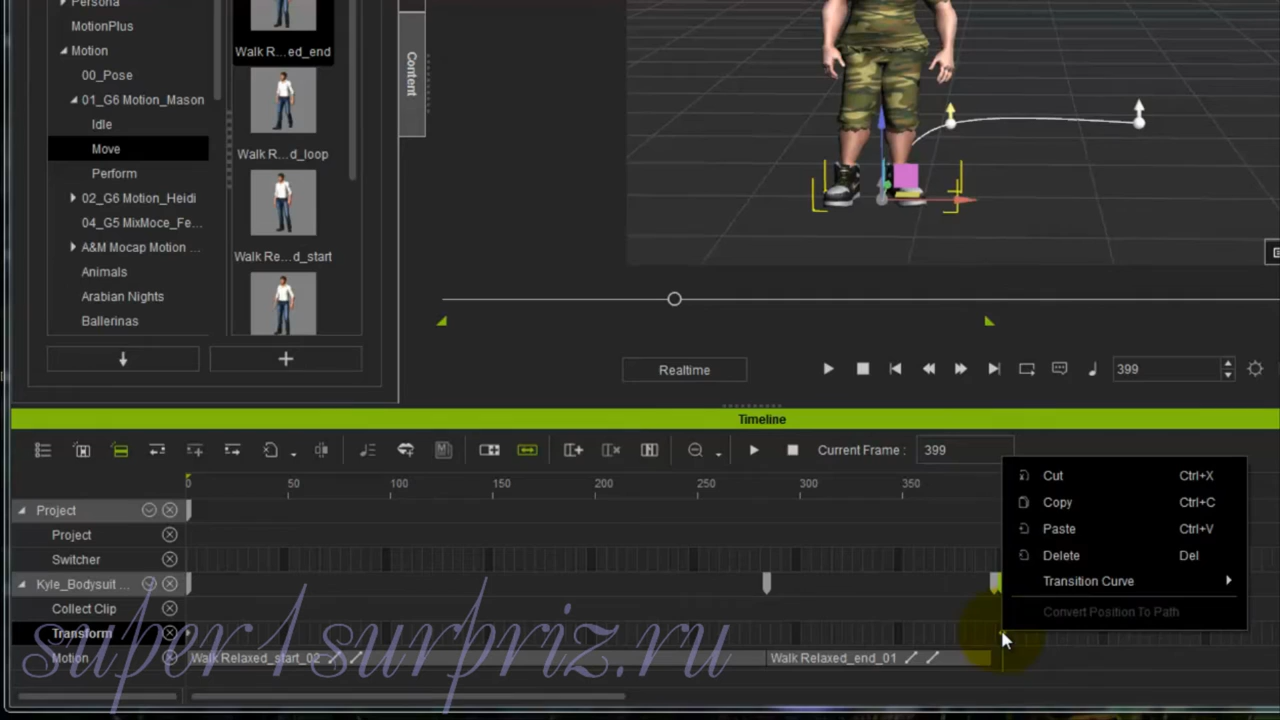 Persona
MotionPlus
Motion
00_Pose
01_G6 Motion_Mason
Idle
Move
Perform
02_G6 Motion_Heidi
04_G5 MixMoce_Fe...
A&M Mocap Motion ...
Animals
Arabian Nights
Ballerinas
Walk R...ed_end
Walk R...d_loop
Walk Re...d_start
Content
Realtime
399
Timeline
Current Frame : 399
0 50 100 150 200 250 300 350
Project
Project
Switcher
Kyle_Bodysuit ...
Collect Clip
Transform
Motion
Walk Relaxed_start_02
Walk Relaxed_end_01
Cut Ctrl+X
Copy Ctrl+C
Paste Ctrl+V
Delete Del
Transition Curve
Convert Position To Path
super1surpriz.ru